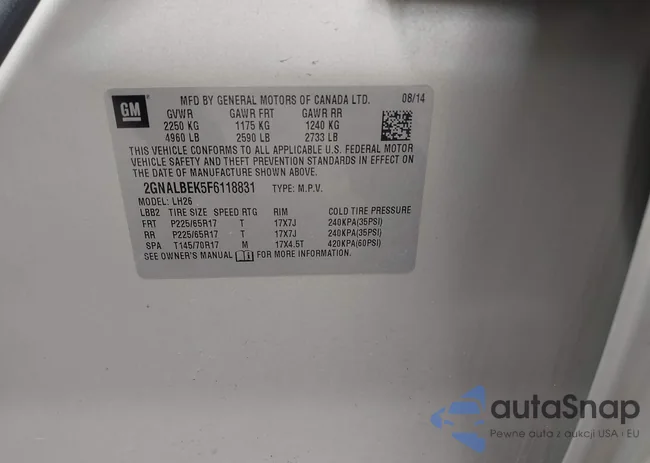 GM
MFD BY GENERAL MOTORS OF CANADA LTD. 08/14
GVWR GAWR FRT GAWR RR
2250 KG 1175 KG 1240 KG
4960 LB 2590 LB 2733 LB
THIS VEHICLE CONFORMS TO ALL APPLICABLE U.S. FEDERAL MOTOR
VEHICLE SAFETY AND THEFT PREVENTION STANDARDS IN EFFECT ON
THE DATE OF MANUFACTURE SHOWN ABOVE.
2GNALBEK5F6118831 TYPE: M.P.V.
MODEL: LH26
LBB2 TIRE SIZE SPEED RTG RIM COLD TIRE PRESSURE
FRT P225/65R17 T 17X7J 240KPA(35PSI)
RR P225/65R17 T 17X7J 240KPA(35PSI)
SPA T145/70R17 M 17X4.5T 420KPA(60PSI)
SEE OWNER'S MANUAL FOR MORE INFORMATION.
autaSnap
Pewne auta z aukcji USA i EU